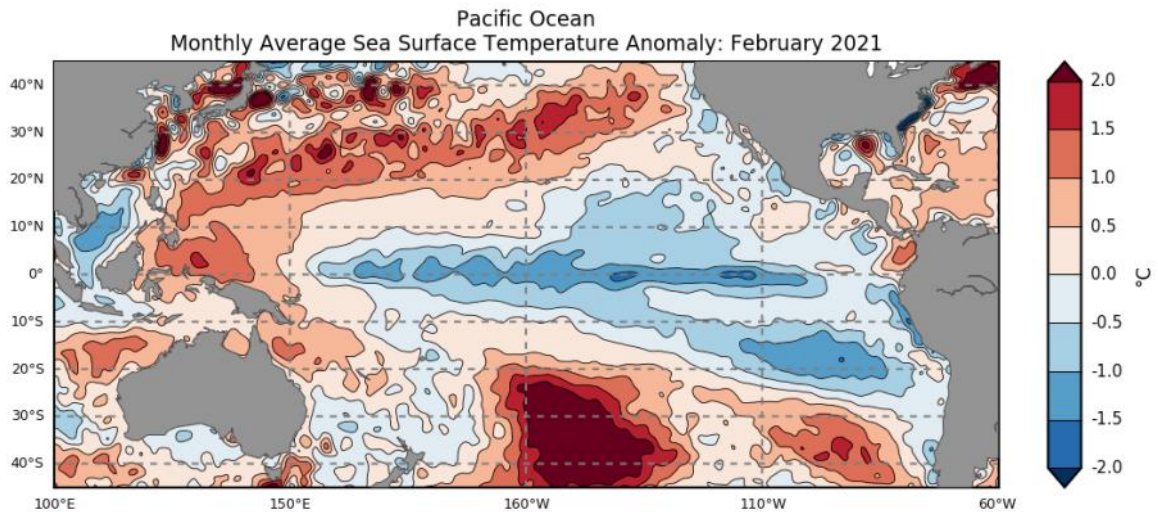 Pacific Ocean
Monthly Average Sea Surface Temperature Anomaly: February 2021
40°N
30°N
20°N
10°N
0°
10°S
20°S
30°S
40°S
100°E
150°E
160°W
110°W
60°W
2.0
1.5
1.0
0.5
0.0
-0.5
-1.0
-1.5
-2.0
°C